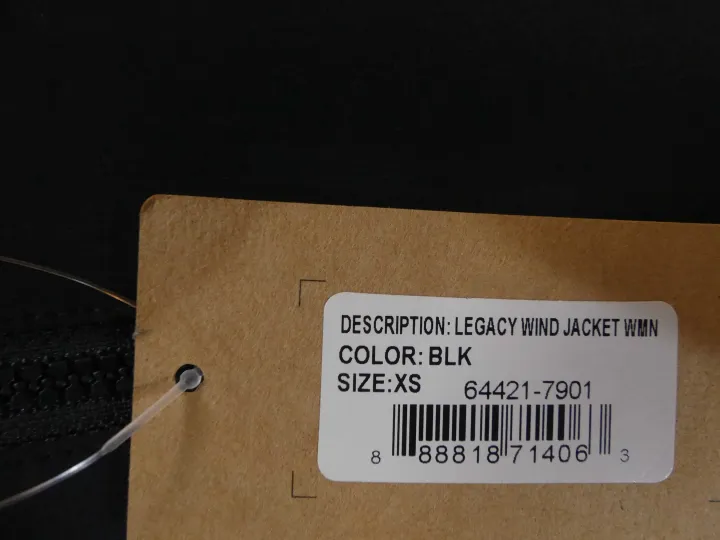 DESCRIPTION: LEGACY WIND JACKET WMN
COLOR: BLK
SIZE:XS 64421-7901
8 88818 71406 3